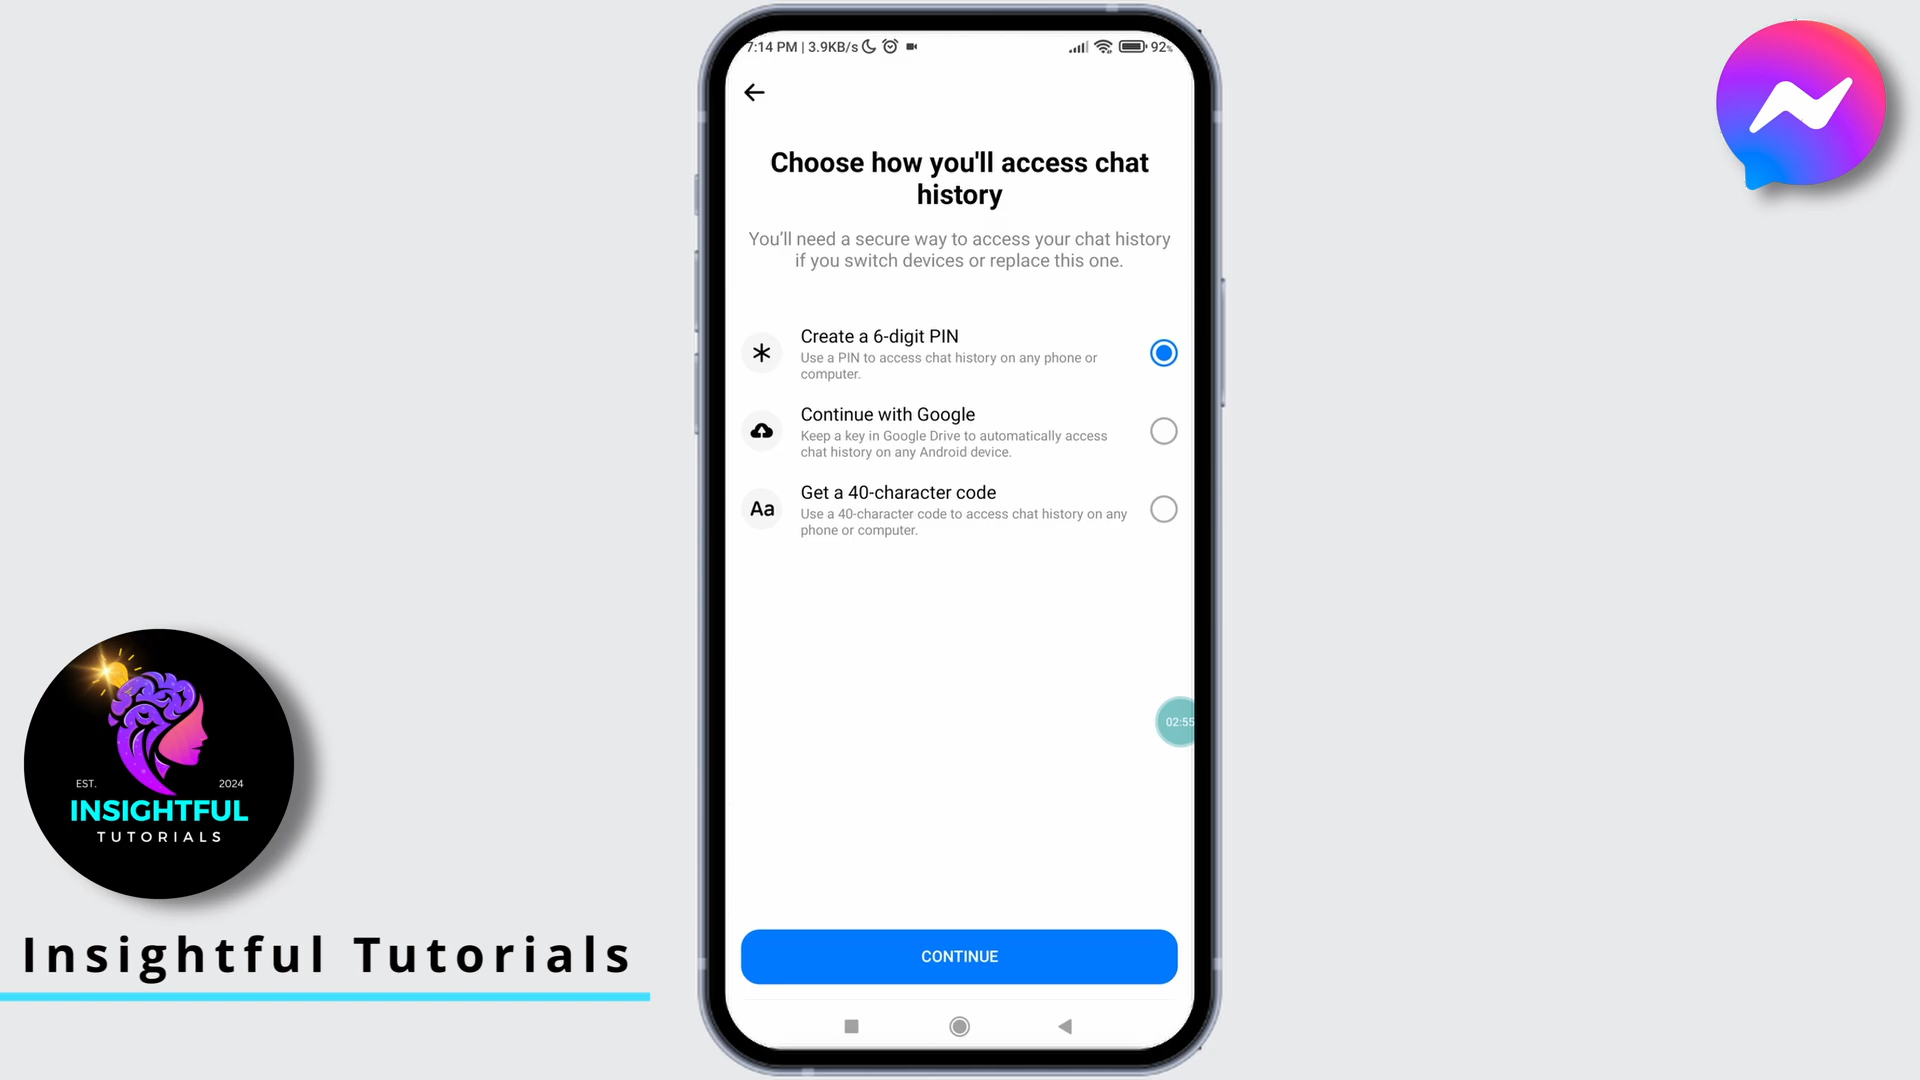 7:14 PM | 3.9KB/s
92%
Choose how you'll access chat
history
You'll need a secure way to access your chat history
if you switch devices or replace this one.
Create a 6-digit PIN
Use a PIN to access chat history on any phone or
computer.
Continue with Google
Keep a key in Google Drive to automatically access
chat history on any Android device.
Aa
Get a 40-character code
Use a 40-character code to access chat history on any
phone or computer.
02:55
CONTINUE
EST.
2024
INSIGHTFUL
TUTORIALS
Insightful Tutorials